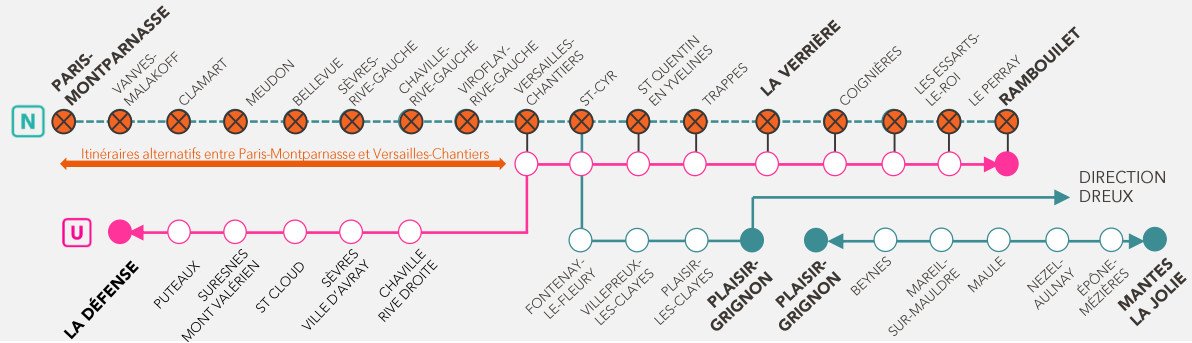 PARIS-
MONTPARNASSE
VANVES-
MALAKOFF
CLAMART
MEUDON
BELLEVUE
SÈVRES-
RIVE-GAUCHE
CHAVILLE-
RIVE-GAUCHE
VIROFLAY-
RIVE-GAUCHE
VERSAILLES-
CHANTIERS
ST-CYR
ST QUENTIN
EN YVELINES
TRAPPES
LA VERRIÈRE
COIGNIÈRES
LES ESSARTS-
LE-ROI
LE PERRAY
RAMBOUILET
N
Itinéraires alternatifs entre Paris-Montparnasse et Versailles-Chantiers
DIRECTION
DREUX
U
LA DÉFENSE
PUTEAUX
SURESNES
MONT VALÉRIEN
ST CLOUD
SÈVRES
VILLE D'AVRAY
CHAVILLE
RIVE DROITE
FONTENAY-
LE-FLEURY
VILLEPREUX-
LES-CLAYES
PLAISIR-
LES-CLAYES
PLAISIR-
GRIGNON
PLAISIR-
GRIGNON
BEYNES
MAREIL-
SUR-MAULDRE
MAULE
NEZEL-
AULNAY
ÉPÔNE-
MÉZIÈRES
MANTES
LA JOLIE